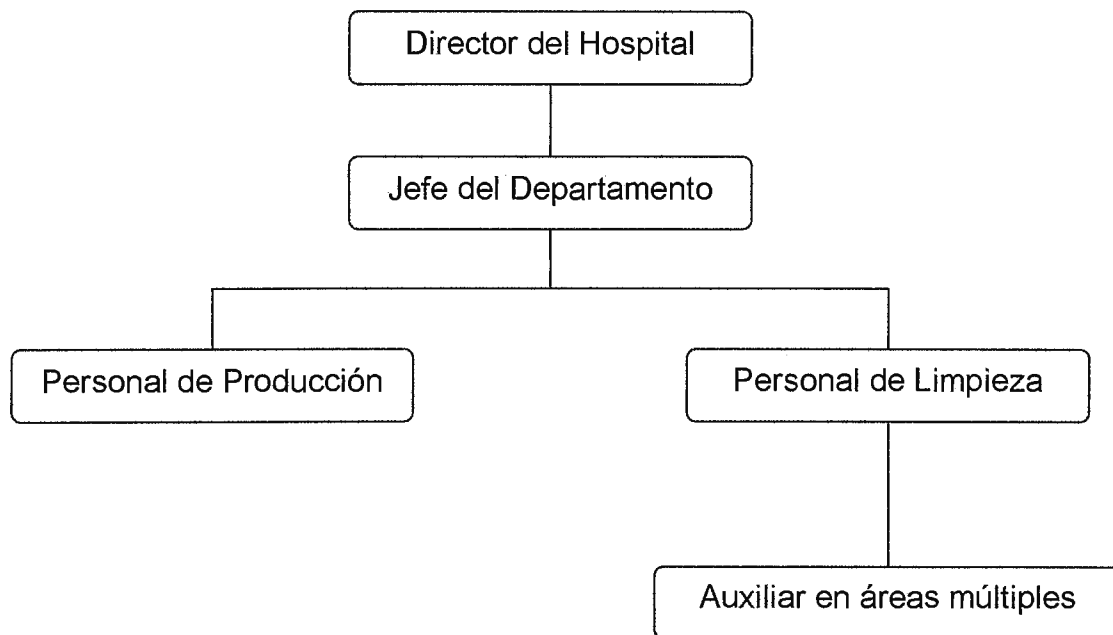 Director del Hospital
Jefe del Departamento
Personal de Producción
Personal de Limpieza
Auxiliar en áreas múltiples